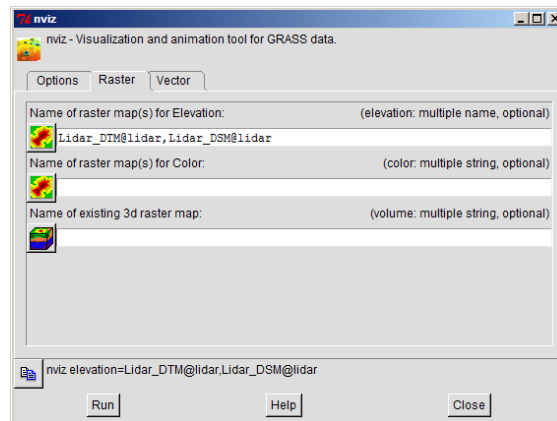 nviz
nviz - Visualization and animation tool for GRASS data.
Options Raster Vector
Name of raster map(s) for Elevation: (elevation: multiple name, optional)
Lidar_DTM@lidar,Lidar_DSM@lidar
Name of raster map(s) for Color: (color: multiple string, optional)
Name of existing 3d raster map: (volume: multiple string, optional)
nviz elevation=Lidar_DTM@lidar,Lidar_DSM@lidar
Run Help Close